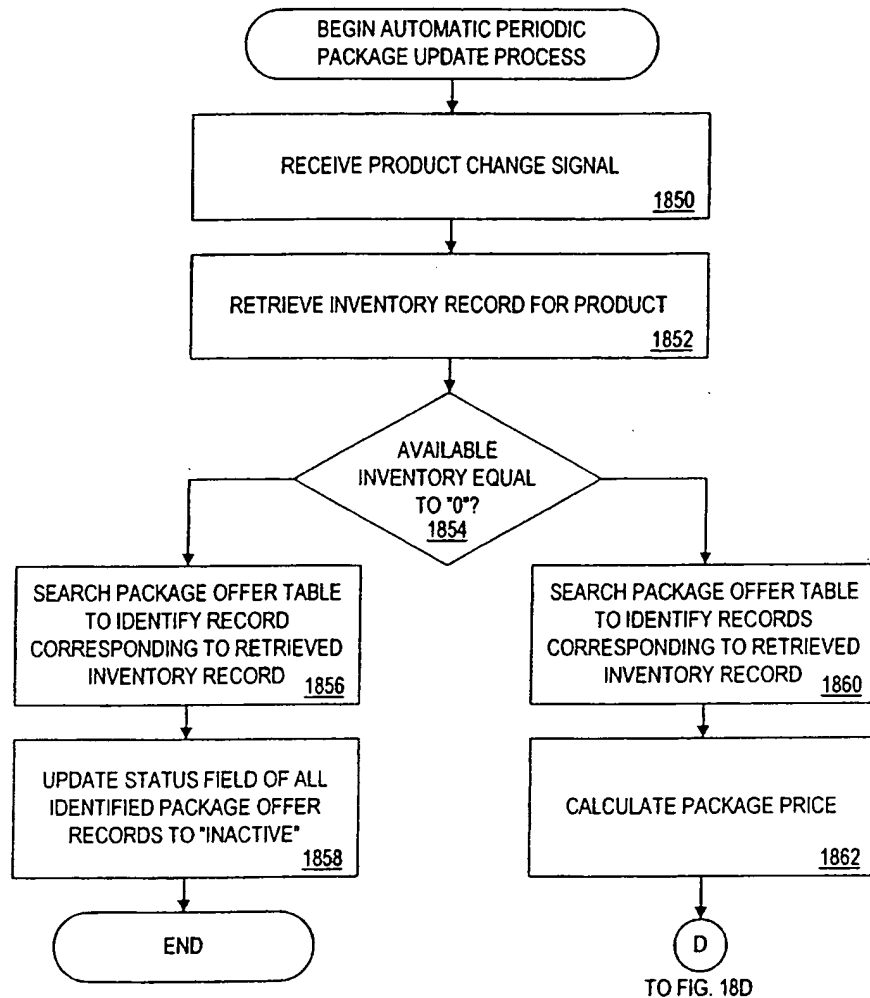 BEGIN AUTOMATIC PERIODIC
PACKAGE UPDATE PROCESS
RECEIVE PRODUCT CHANGE SIGNAL
1850
RETRIEVE INVENTORY RECORD FOR PRODUCT
1852
AVAILABLE
INVENTORY EQUAL
TO "0"?
1854
SEARCH PACKAGE OFFER TABLE
TO IDENTIFY RECORD
CORRESPONDING TO RETRIEVED
INVENTORY RECORD
1856
UPDATE STATUS FIELD OF ALL
IDENTIFIED PACKAGE OFFER
RECORDS TO "INACTIVE"
1858
END
SEARCH PACKAGE OFFER TABLE
TO IDENTIFY RECORDS
CORRESPONDING TO RETRIEVED
INVENTORY RECORD
1860
CALCULATE PACKAGE PRICE
1862
D
TO FIG. 18D